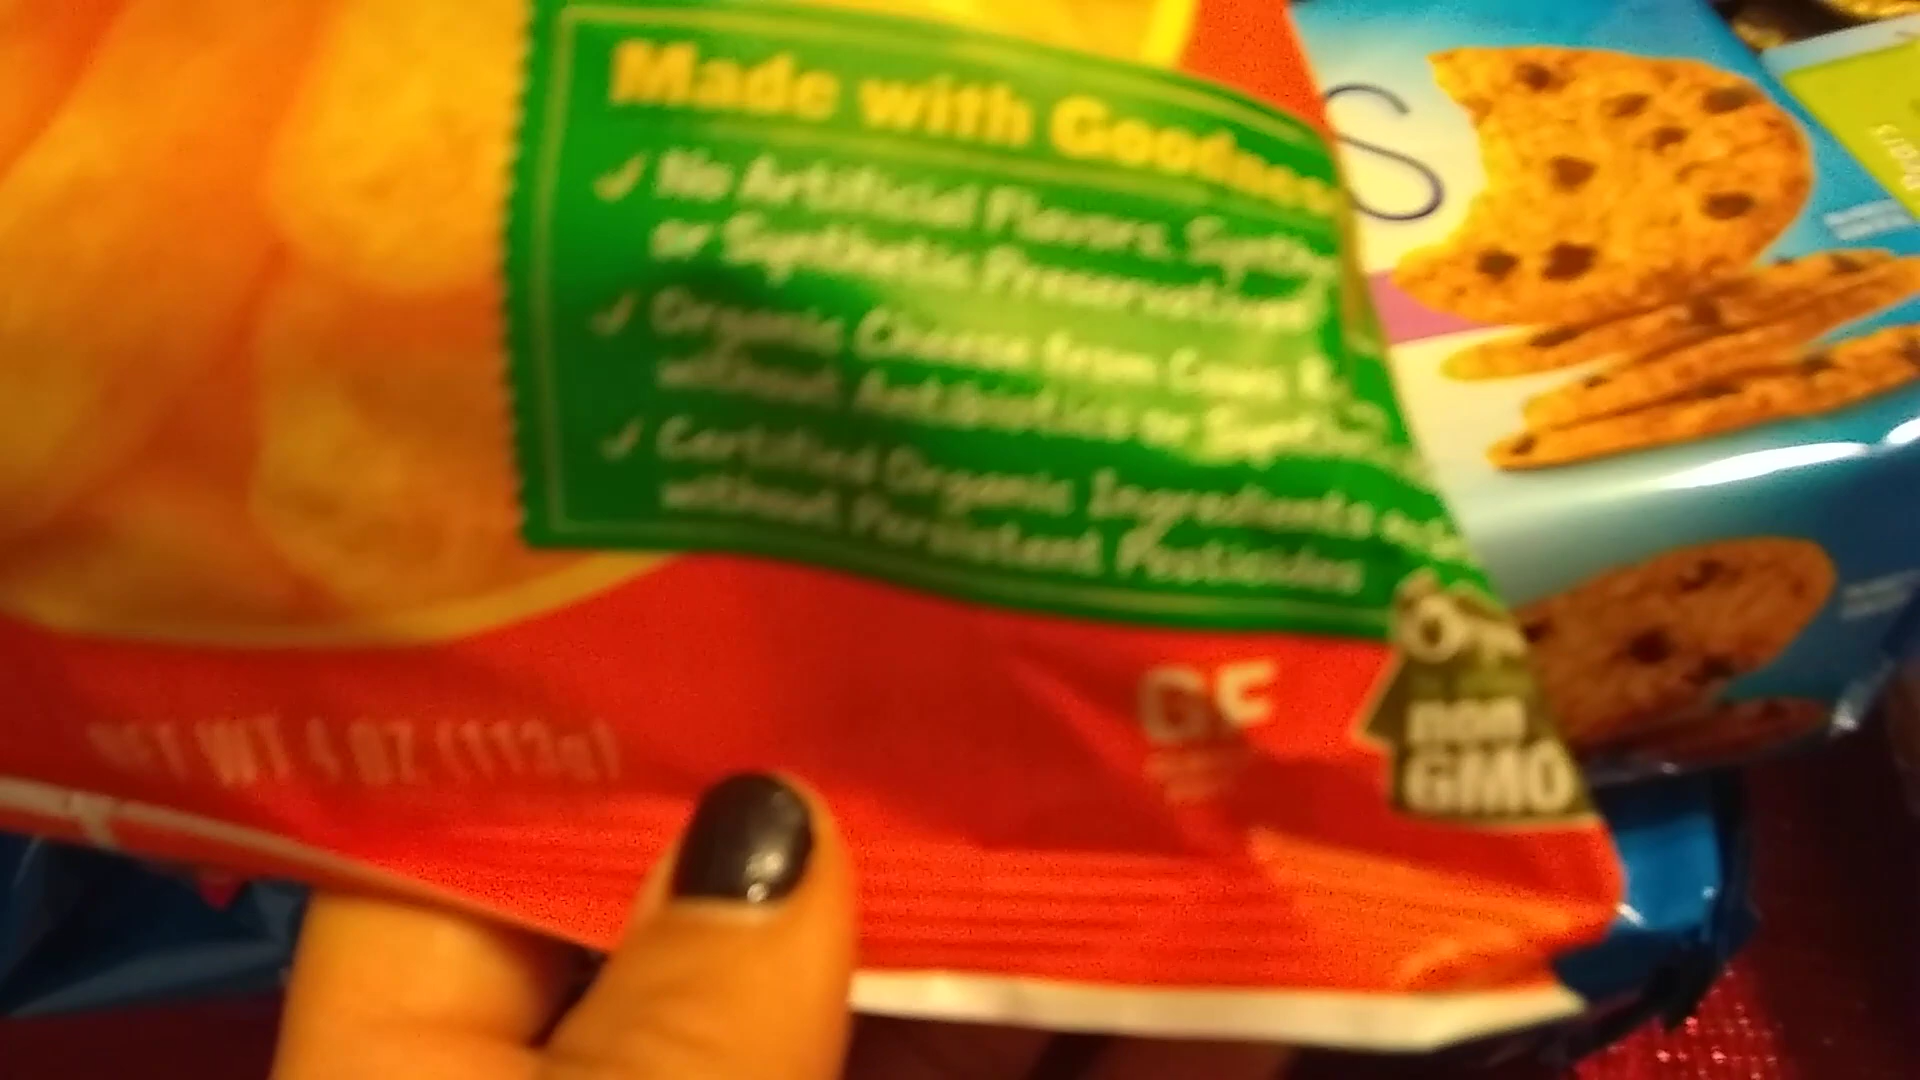 Made with Goodness
No Artificial Flavors,
or Synthetic Preservatives
Organic Cheese from Cows
without Antibiotics or
Certified Organic Ingredients
without Persistent Pesticides
NET WT 4 OZ (113g)
GF
non
GMO
S